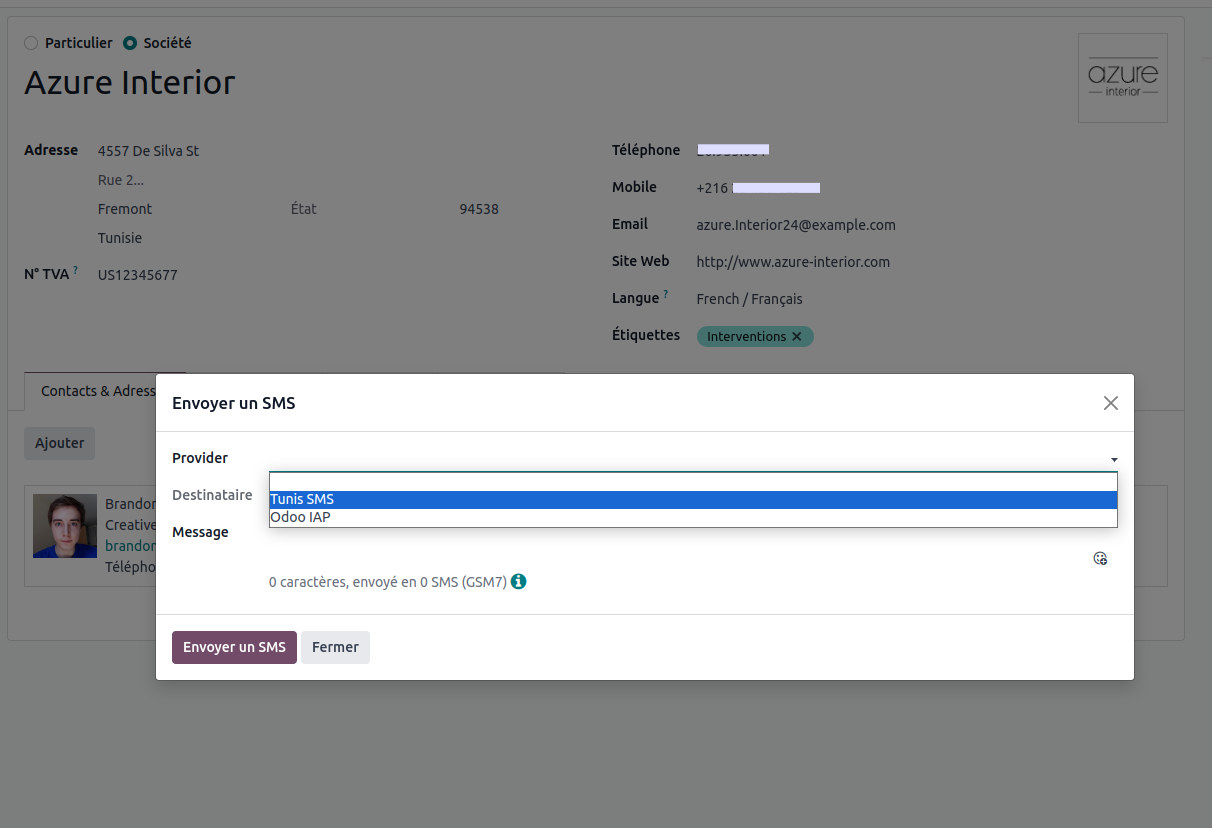 Particulier Société
Azure Interior
azure
interior
Adresse 4557 De Silva St
Rue 2...
Fremont État 94538
Tunisie
N° TVA ? US12345677
Téléphone
Mobile +216
Email azure.Interior24@example.com
Site Web http://www.azure-interior.com
Langue ? French / Français
Étiquettes Interventions ✕
Contacts & Adress
Ajouter
Brandon
Creative
brandon
Télépho
Envoyer un SMS
Provider
Tunis SMS
Odoo IAP
Destinataire
Message
0 caractères, envoyé en 0 SMS (GSM7)
Envoyer un SMS Fermer